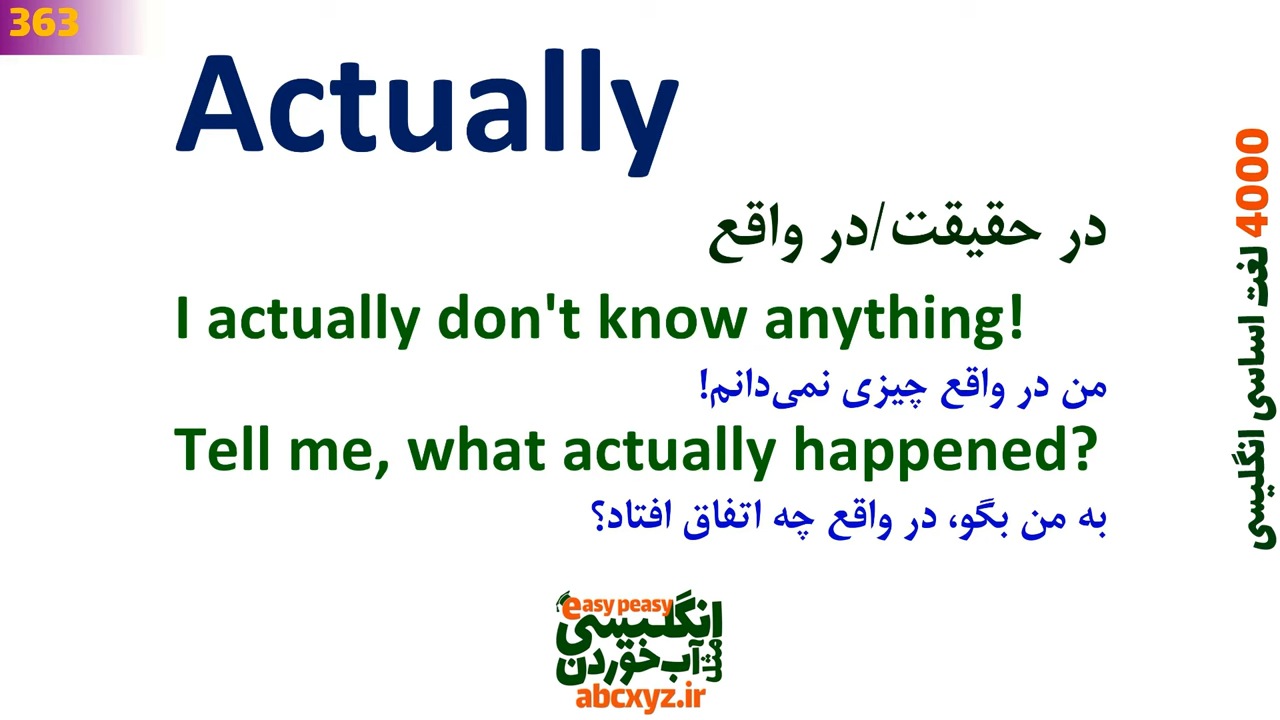 363
Actually
در حقیقت/در واقع
I actually don't know anything!
من در واقع چیزی نمی‌دانم!
Tell me, what actually happened?
به من بگو، در واقع چه اتفاق افتاد؟
4000 لغت اساسی انگلیسی
easy peasy
انگلیسی
مثل آب خوردن
abcxyz.ir